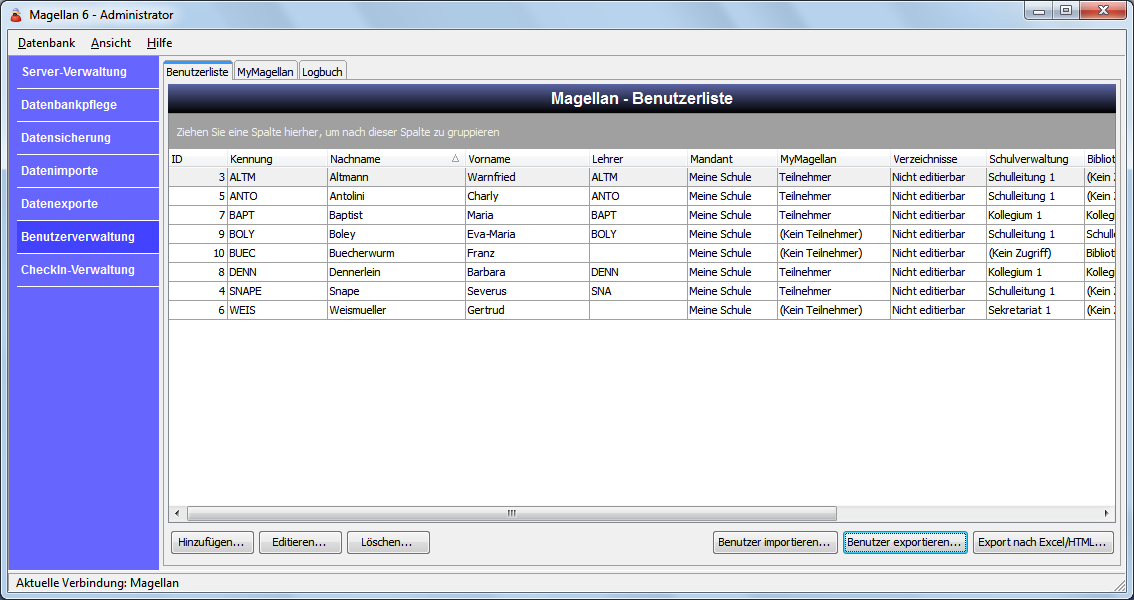 Magellan 6 - Administrator
Datenbank Ansicht Hilfe
Server-Verwaltung
Datenbankpflege
Datensicherung
Datenimporte
Datenexporte
Benutzerverwaltung
CheckIn-Verwaltung
Benutzerliste MyMagellan Logbuch
Magellan - Benutzerliste
Ziehen Sie eine Spalte hierher, um nach dieser Spalte zu gruppieren
ID Kennung Nachname Vorname Lehrer Mandant MyMagellan Verzeichnisse Schulverwaltung Bibliot
3 ALTM Altmann Warnfried ALTM Meine Schule Teilnehmer Nicht editierbar Schulleitung 1 (Kein Z
5 ANTO Antolini Charly ANTO Meine Schule Teilnehmer Nicht editierbar Schulleitung 1 (Kein Z
7 BAPT Baptist Maria BAPT Meine Schule Teilnehmer Nicht editierbar Kollegium 1 Kolleg
9 BOLY Boley Eva-Maria BOLY Meine Schule (Kein Teilnehmer) Nicht editierbar Schulleitung 1 Schulle
10 BUEC Buecherwurm Franz Meine Schule (Kein Teilnehmer) Nicht editierbar (Kein Zugriff) Bibliot
8 DENN Dennerlein Barbara DENN Meine Schule Teilnehmer Nicht editierbar Kollegium 1 Kolleg
4 SNAPE Snape Severus SNA Meine Schule Teilnehmer Nicht editierbar Schulleitung 1 (Kein Z
6 WEIS Weismueller Gertrud Meine Schule (Kein Teilnehmer) Nicht editierbar Sekretariat 1 (Kein Z
Hinzufügen... Editieren... Löschen... Benutzer importieren... Benutzer exportieren... Export nach Excel/HTML...
Aktuelle Verbindung: Magellan